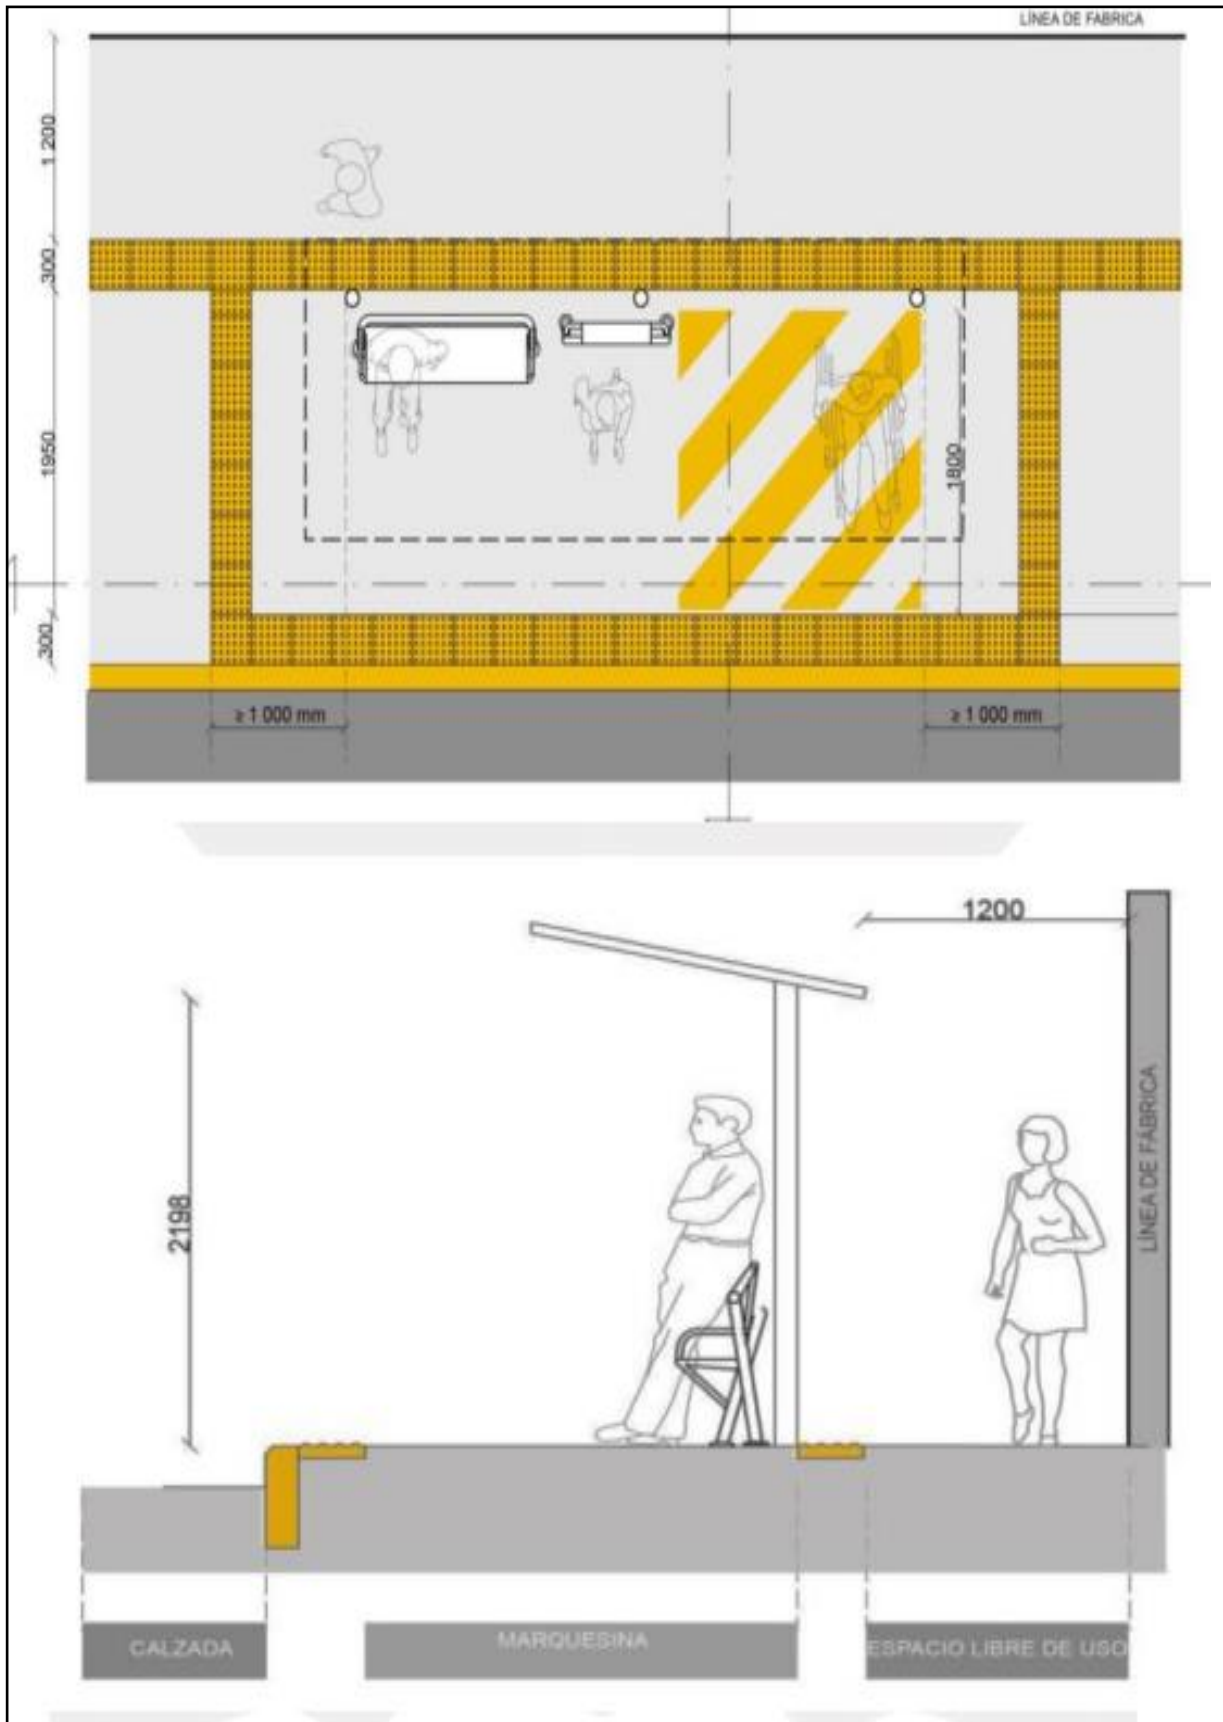 LÍNEA DE FABRICA
1 200
300
1950
1800
300
≥ 1 000 mm
≥ 1 000 mm
1200
2198
LÍNEA DE FÁBRICA
CALZADA
MARQUESINA
ESPACIO LIBRE DE USO